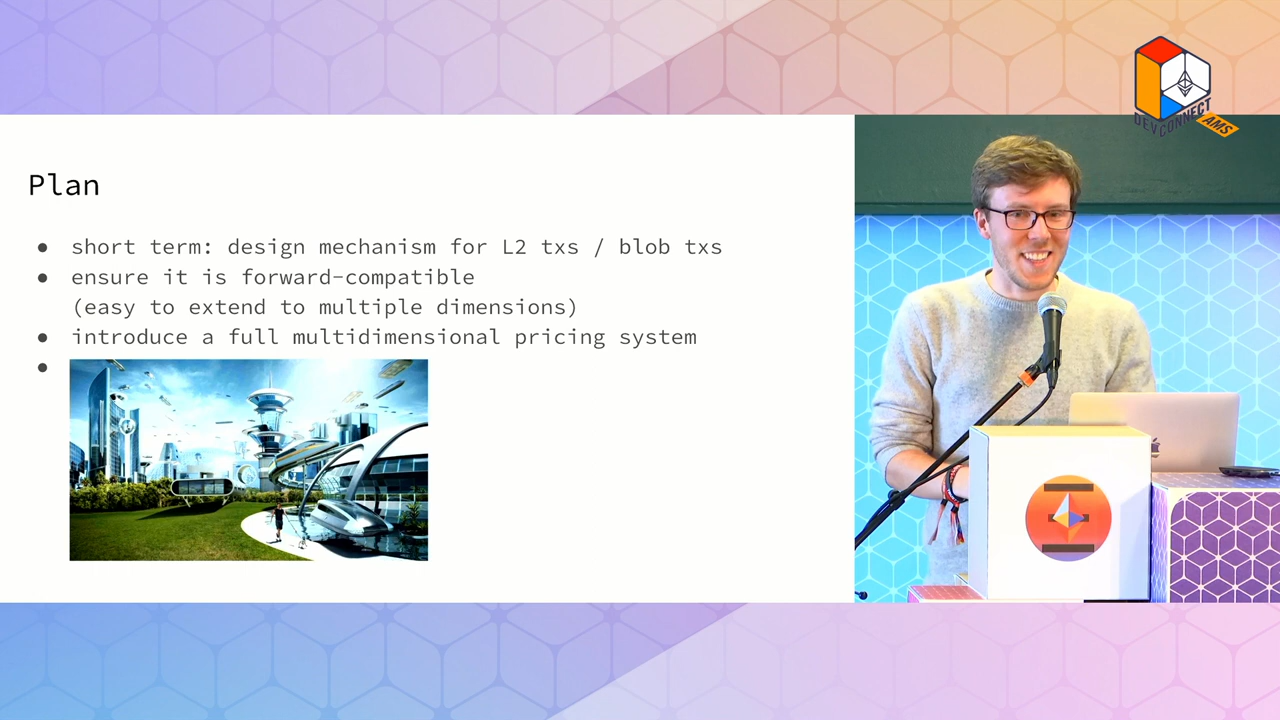 DEVCONNECT
AMS
Plan
● short term: design mechanism for L2 txs / blob txs
● ensure it is forward-compatible
(easy to extend to multiple dimensions)
● introduce a full multidimensional pricing system
●